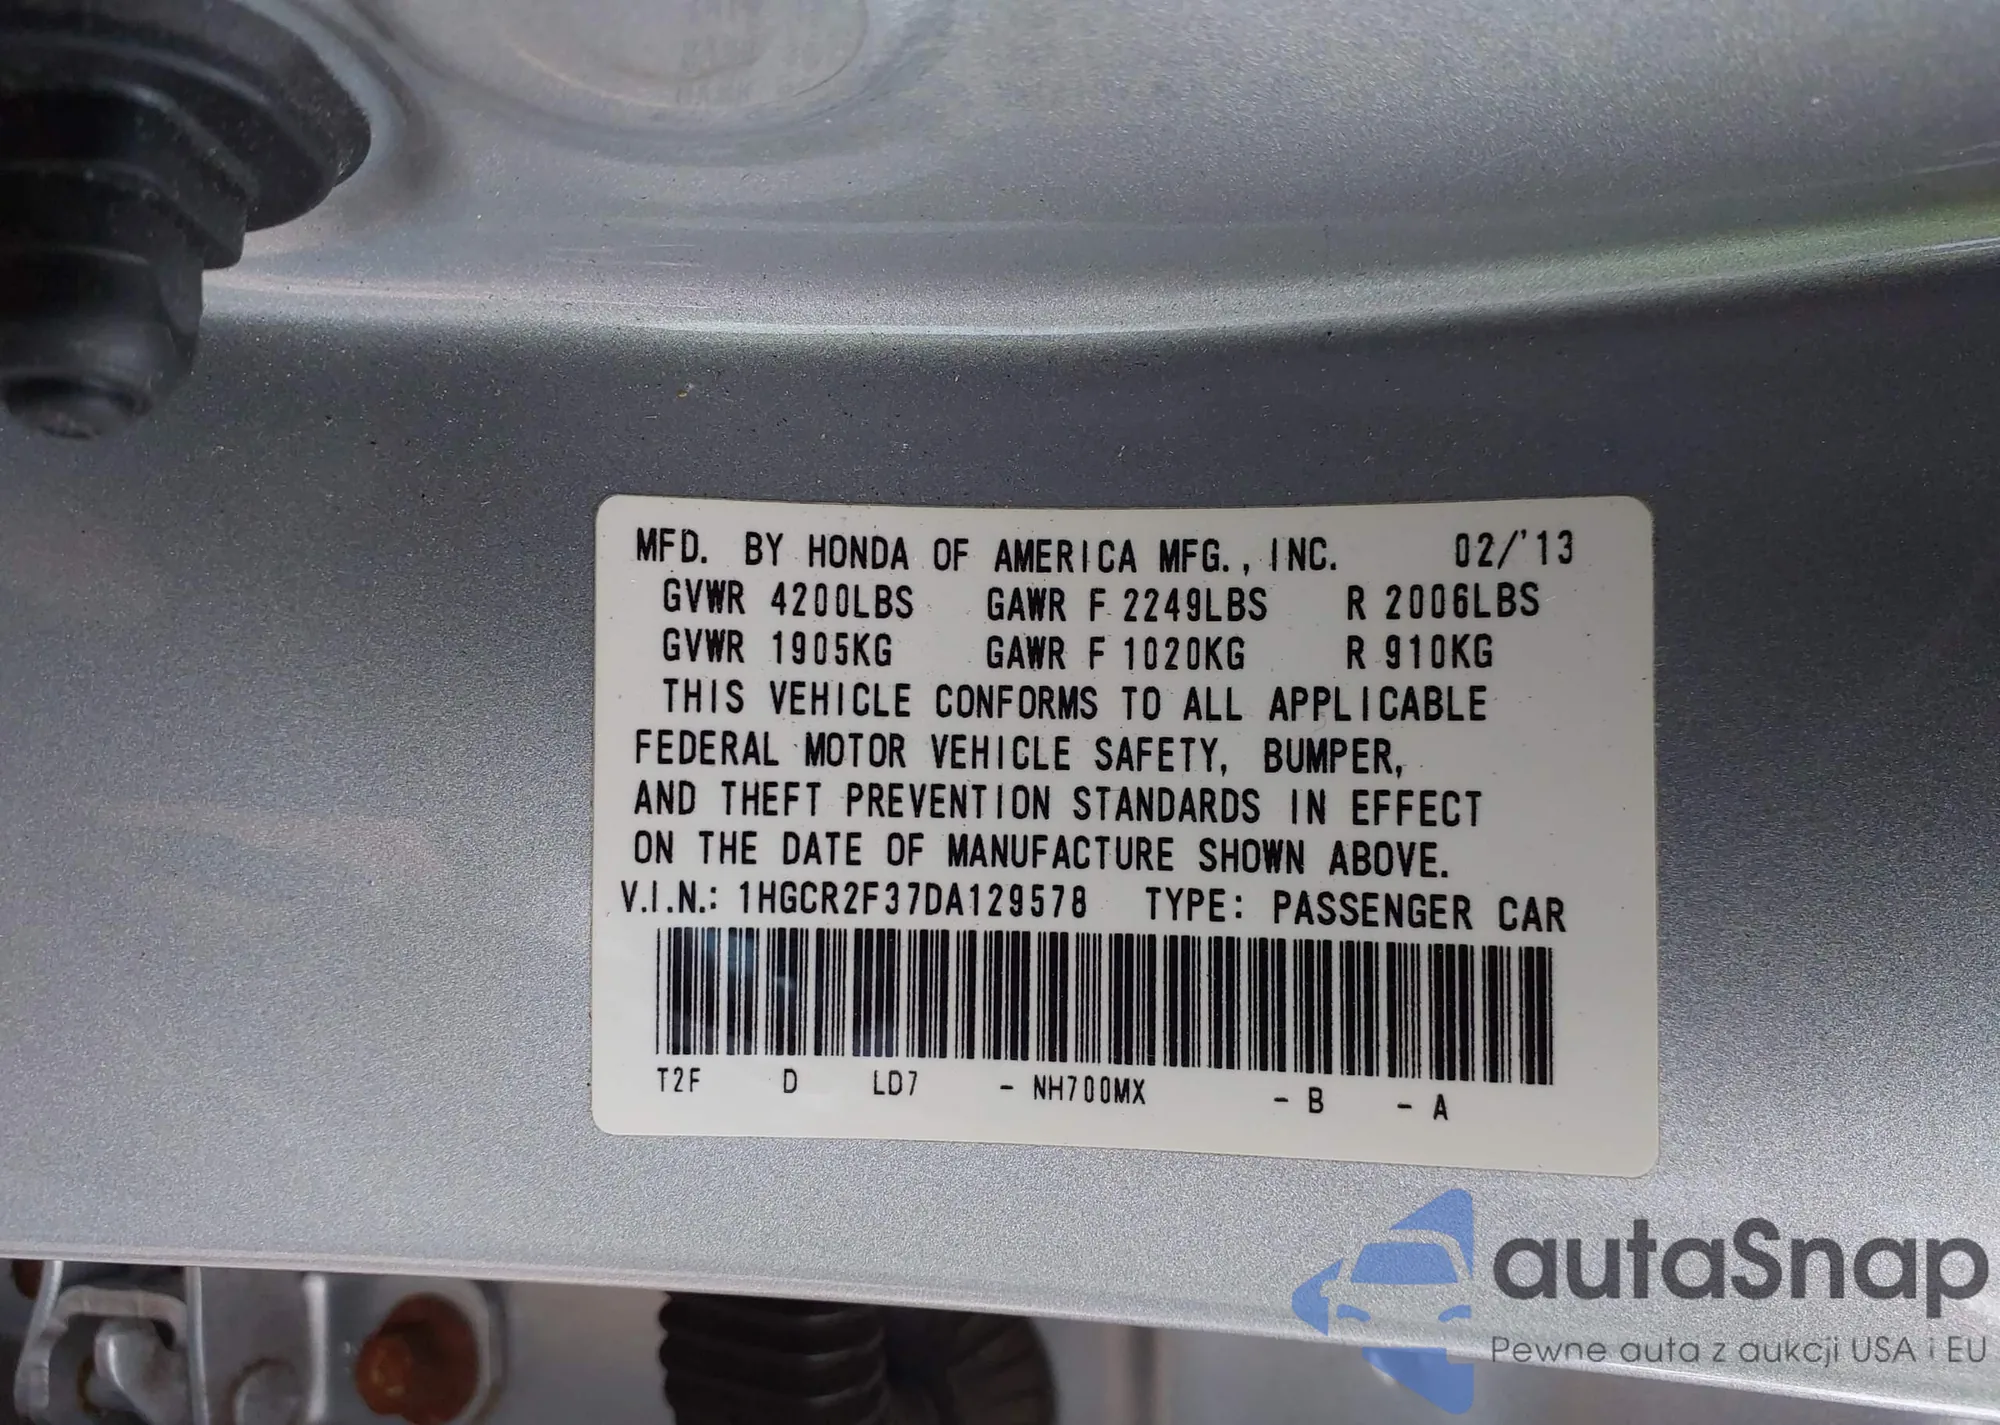 MFD. BY HONDA OF AMERICA MFG., INC. 02/'13
GVWR 4200LBS GAWR F 2249LBS R 2006LBS
GVWR 1905KG GAWR F 1020KG R 910KG
THIS VEHICLE CONFORMS TO ALL APPLICABLE
FEDERAL MOTOR VEHICLE SAFETY, BUMPER,
AND THEFT PREVENTION STANDARDS IN EFFECT
ON THE DATE OF MANUFACTURE SHOWN ABOVE.
V.I.N.: 1HGCR2F37DA129578 TYPE: PASSENGER CAR
T2F D LD7 - NH700MX - B - A
autaSnap
Pewne auta z aukcji USA i EU